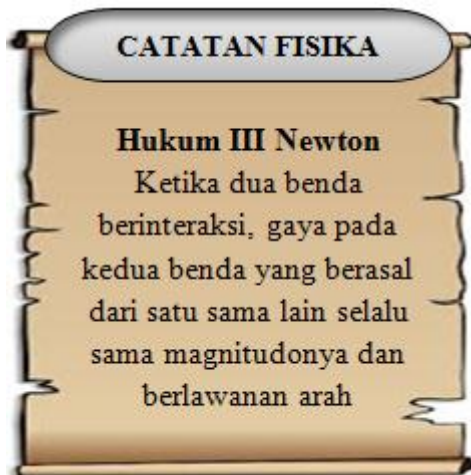 CATATAN FISIKA
Hukum III Newton
Ketika dua benda
berinteraksi, gaya pada
kedua benda yang berasal
dari satu sama lain selalu
sama magnitudonya dan
berlawanan arah